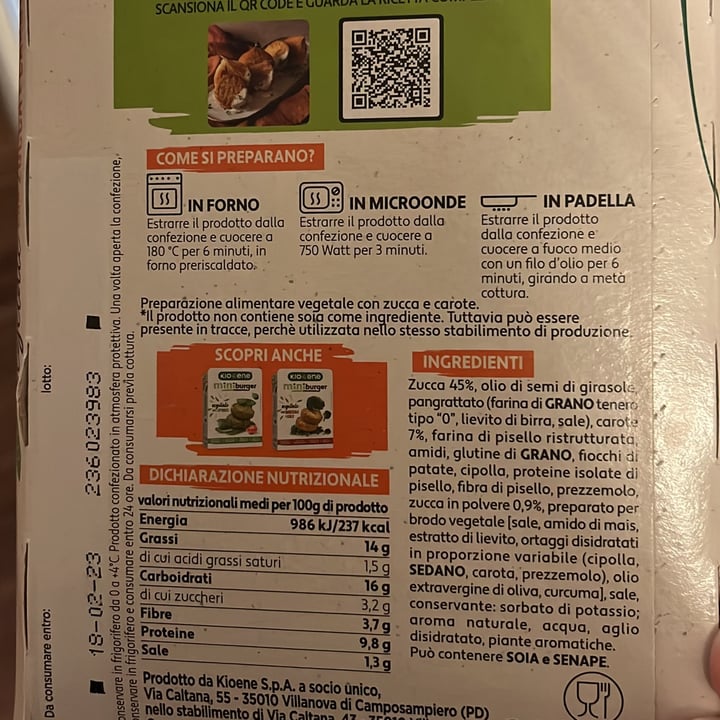 SCANSIONA IL QR CODE E GUARDA LA RICETTA
COME SI PREPARANO?
IN FORNO
Estrarre il prodotto dalla
confezione e cuocere a
180 °C per 6 minuti, in
forno preriscaldato.
IN MICROONDE
Estrarre il prodotto dalla
confezione e cuocere a
750 Watt per 3 minuti.
IN PADELLA
Estrarre il prodotto
dalla confezione e
cuocere a fuoco medio
con un filo d'olio per 6
minuti, girando a metà
cottura.
Preparazione alimentare vegetale con zucca e carote.
*Il prodotto non contiene soia come ingrediente. Tuttavia può essere
presente in tracce, perchè utilizzata nello stesso stabilimento di produzione.
SCOPRI ANCHE
KIOENE
miniburger
KIOENE
miniburger
DICHIARAZIONE NUTRIZIONALE
valori nutrizionali medi per 100g di prodotto
Energia 986 kJ/237 kcal
Grassi 14 g
di cui acidi grassi saturi 1,5 g
Carboidrati 16 g
di cui zuccheri 3,2 g
Fibre 3,7 g
Proteine 9,8 g
Sale 1,3 g
Prodotto da Kioene S.p.A. a socio unico,
Via Caltana, 55 - 35010 Villanova di Camposampiero (PD)
nello stabilimento di Via Caltana, 47 - 35010
INGREDIENTI
Zucca 45%, olio di semi di girasole,
pangrattato (farina di GRANO tenero
tipo "0", lievito di birra, sale), carote
7%, farina di pisello ristrutturata,
amidi, glutine di GRANO, fiocchi di
patate, cipolla, proteine isolate di
pisello, fibra di pisello, prezzemolo,
zucca in polvere 0,9%, preparato per
brodo vegetale [sale, amido di mais,
estratto di lievito, ortaggi disidratati
in proporzione variabile (cipolla,
SEDANO, carota, prezzemolo), olio
extravergine di oliva, curcuma], sale,
conservante: sorbato di potassio;
aroma naturale, acqua, aglio
disidratato, piante aromatiche.
Può contenere SOIA e SENAPE.
Da consumare entro:
lotto:
18-02-23 236023983
conservare in frigorifero da 0 a +4°C. Prodotto confezionato in atmosfera protettiva. Una volta aperta la confezione,
conservare in frigorifero e consumare entro 24 ore. Da consumarsi previa cottura.